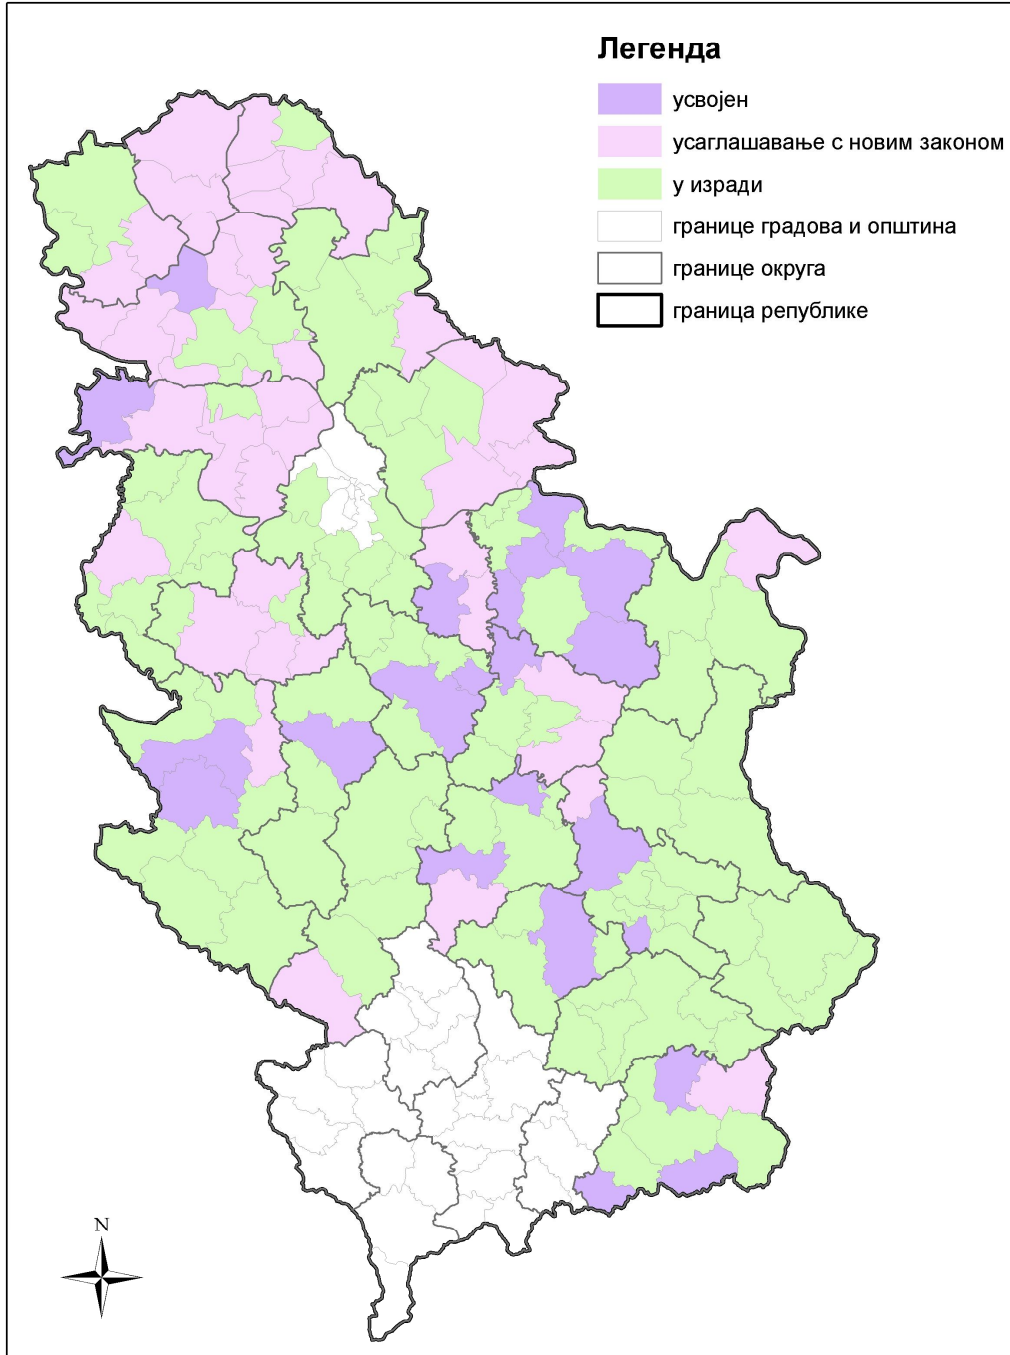 Легенда
усвојен
усаглашавање с новим законом
у изради
границе градова и општина
границе округа
граница републике
N